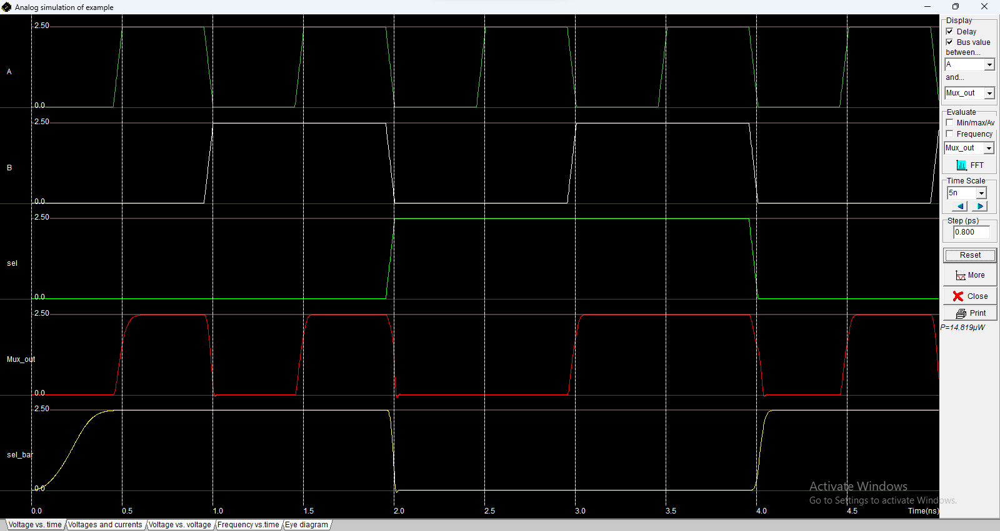 Analog simulation of example
2.50
A
0.0
2.50
B
0.0
2.50
sel
0.0
2.50
Mux_out
0.0
2.50
sel_bar
0.0
0.0 0.5 1.0 1.5 2.0 2.5 3.0 3.5 4.0 4.5 Time(ns)
Display
Delay
Bus value
between...
A
and...
Mux_out
Evaluate
Min/max/Av
Frequency
Mux_out
FFT
Time Scale
5n
Step (ps)
0.800
Reset
More
Close
Print
P=14.819µW
Activate Windows
Go to Settings to activate Windows.
Voltage vs. time Voltages and currents Voltage vs. voltage Frequency vs.time Eye diagram